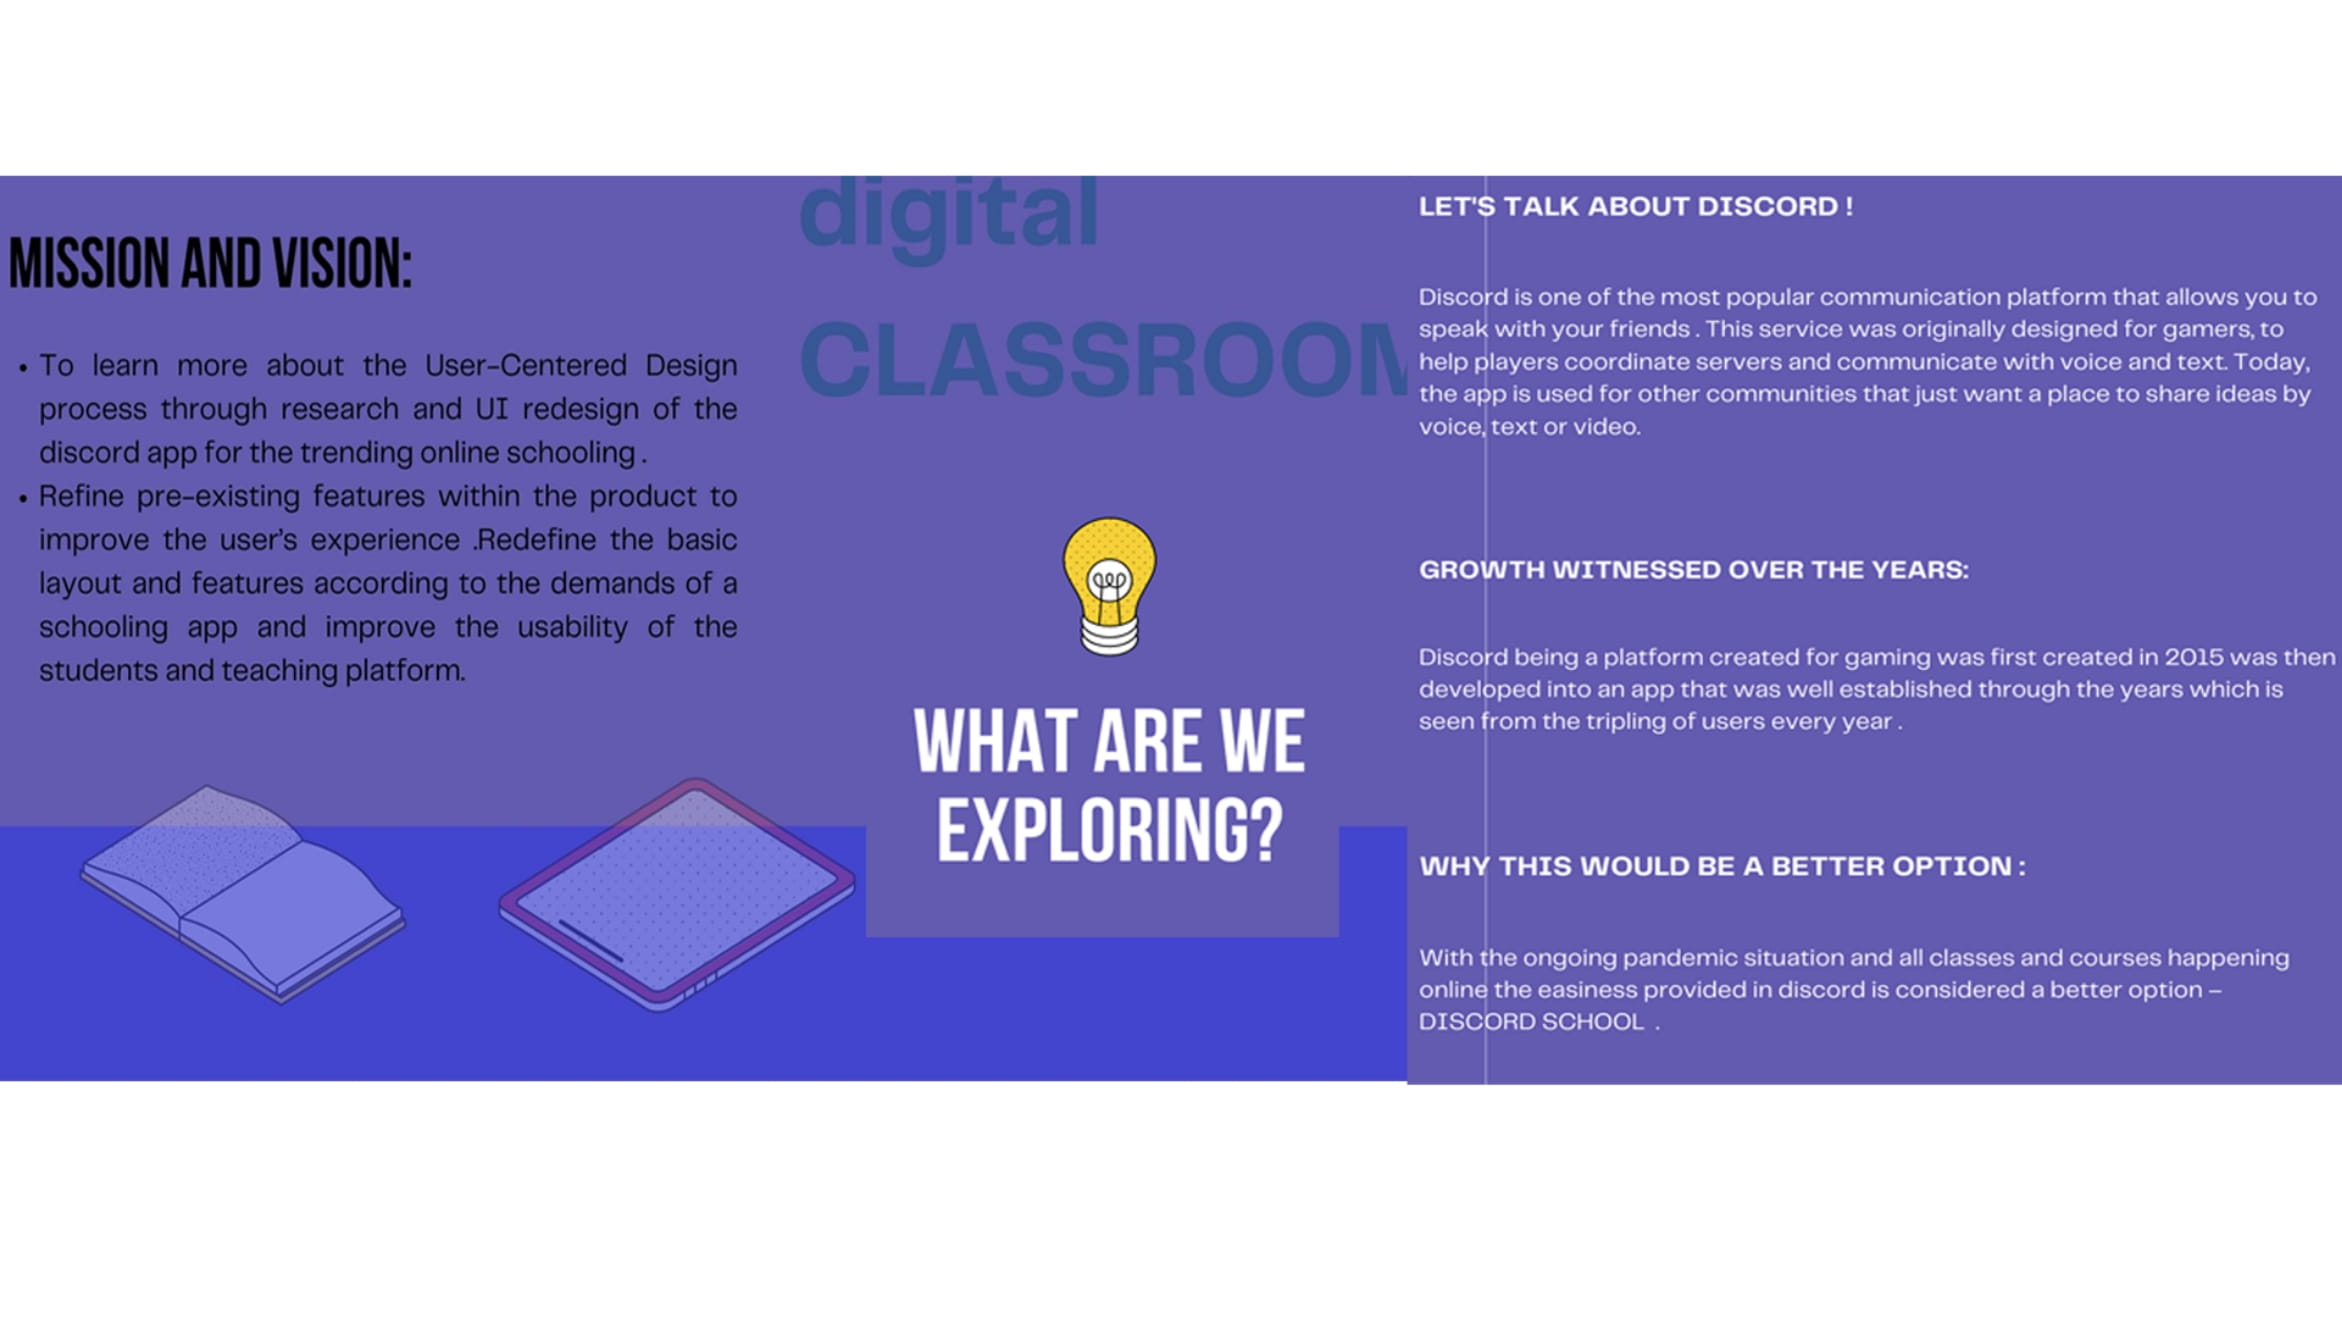 MISSION AND VISION:
• To learn more about the User-Centered Design
process through research and UI redesign of the
discord app for the trending online schooling .
• Refine pre-existing features within the product to
improve the user's experience .Redefine the basic
layout and features according to the demands of a
schooling app and improve the usability of the
students and teaching platform.
digital
CLASSROOM
WHAT ARE WE
EXPLORING?
LET'S TALK ABOUT DISCORD !
Discord is one of the most popular communication platform that allows you to
speak with your friends . This service was originally designed for gamers, to
help players coordinate servers and communicate with voice and text. Today,
the app is used for other communities that just want a place to share ideas by
voice, text or video.
GROWTH WITNESSED OVER THE YEARS:
Discord being a platform created for gaming was first created in 2015 was then
developed into an app that was well established through the years which is
seen from the tripling of users every year .
WHY THIS WOULD BE A BETTER OPTION :
With the ongoing pandemic situation and all classes and courses happening
online the easiness provided in discord is considered a better option –
DISCORD SCHOOL .